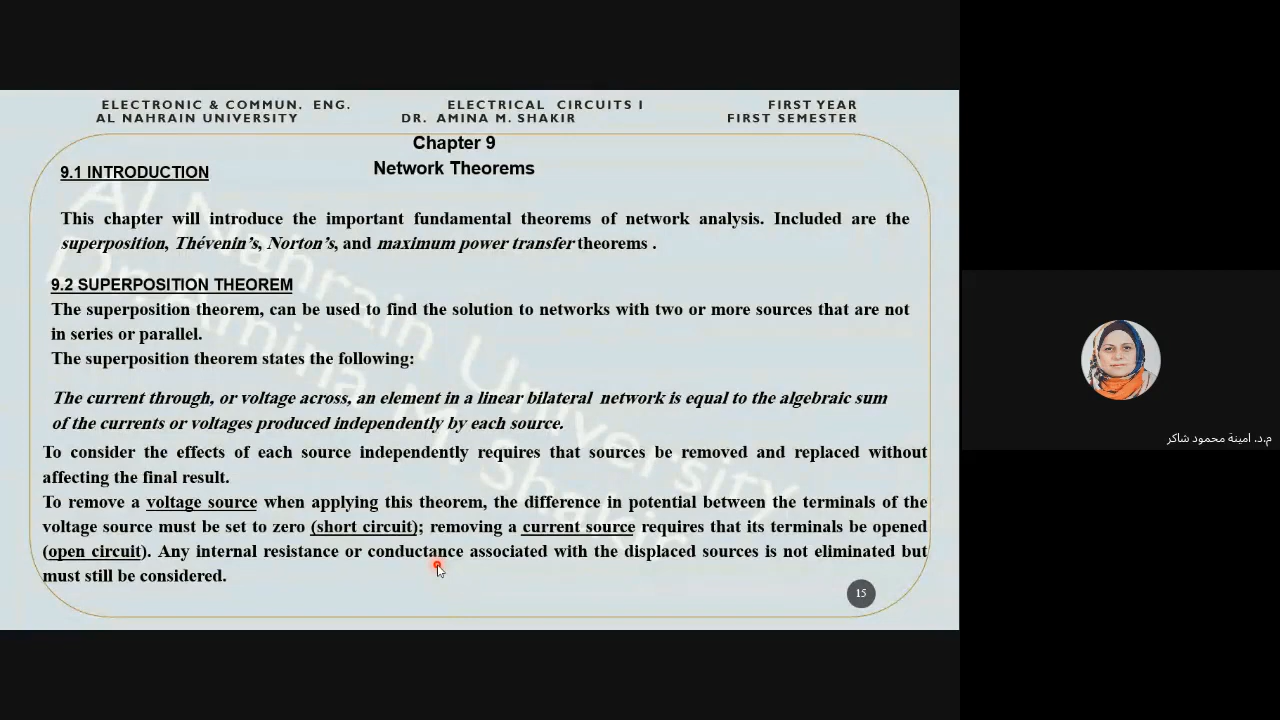 ELECTRONIC & COMMUN. ENG. ELECTRICAL CIRCUITS I FIRST YEAR
AL NAHRAIN UNIVERSITY DR. AMINA M. SHAKIR FIRST SEMESTER
Chapter 9
Network Theorems
9.1 INTRODUCTION
This chapter will introduce the important fundamental theorems of network analysis. Included are the
superposition, Thévenin's, Norton's, and maximum power transfer theorems .
9.2 SUPERPOSITION THEOREM
The superposition theorem, can be used to find the solution to networks with two or more sources that are not
in series or parallel.
The superposition theorem states the following:
The current through, or voltage across, an element in a linear bilateral network is equal to the algebraic sum
of the currents or voltages produced independently by each source.
To consider the effects of each source independently requires that sources be removed and replaced without
affecting the final result.
To remove a voltage source when applying this theorem, the difference in potential between the terminals of the
voltage source must be set to zero (short circuit); removing a current source requires that its terminals be opened
(open circuit). Any internal resistance or conductance associated with the displaced sources is not eliminated but
must still be considered.
15
Al Nahrain University
Dr. Amina M. Shakir
م.د. امينة محمود شاكر